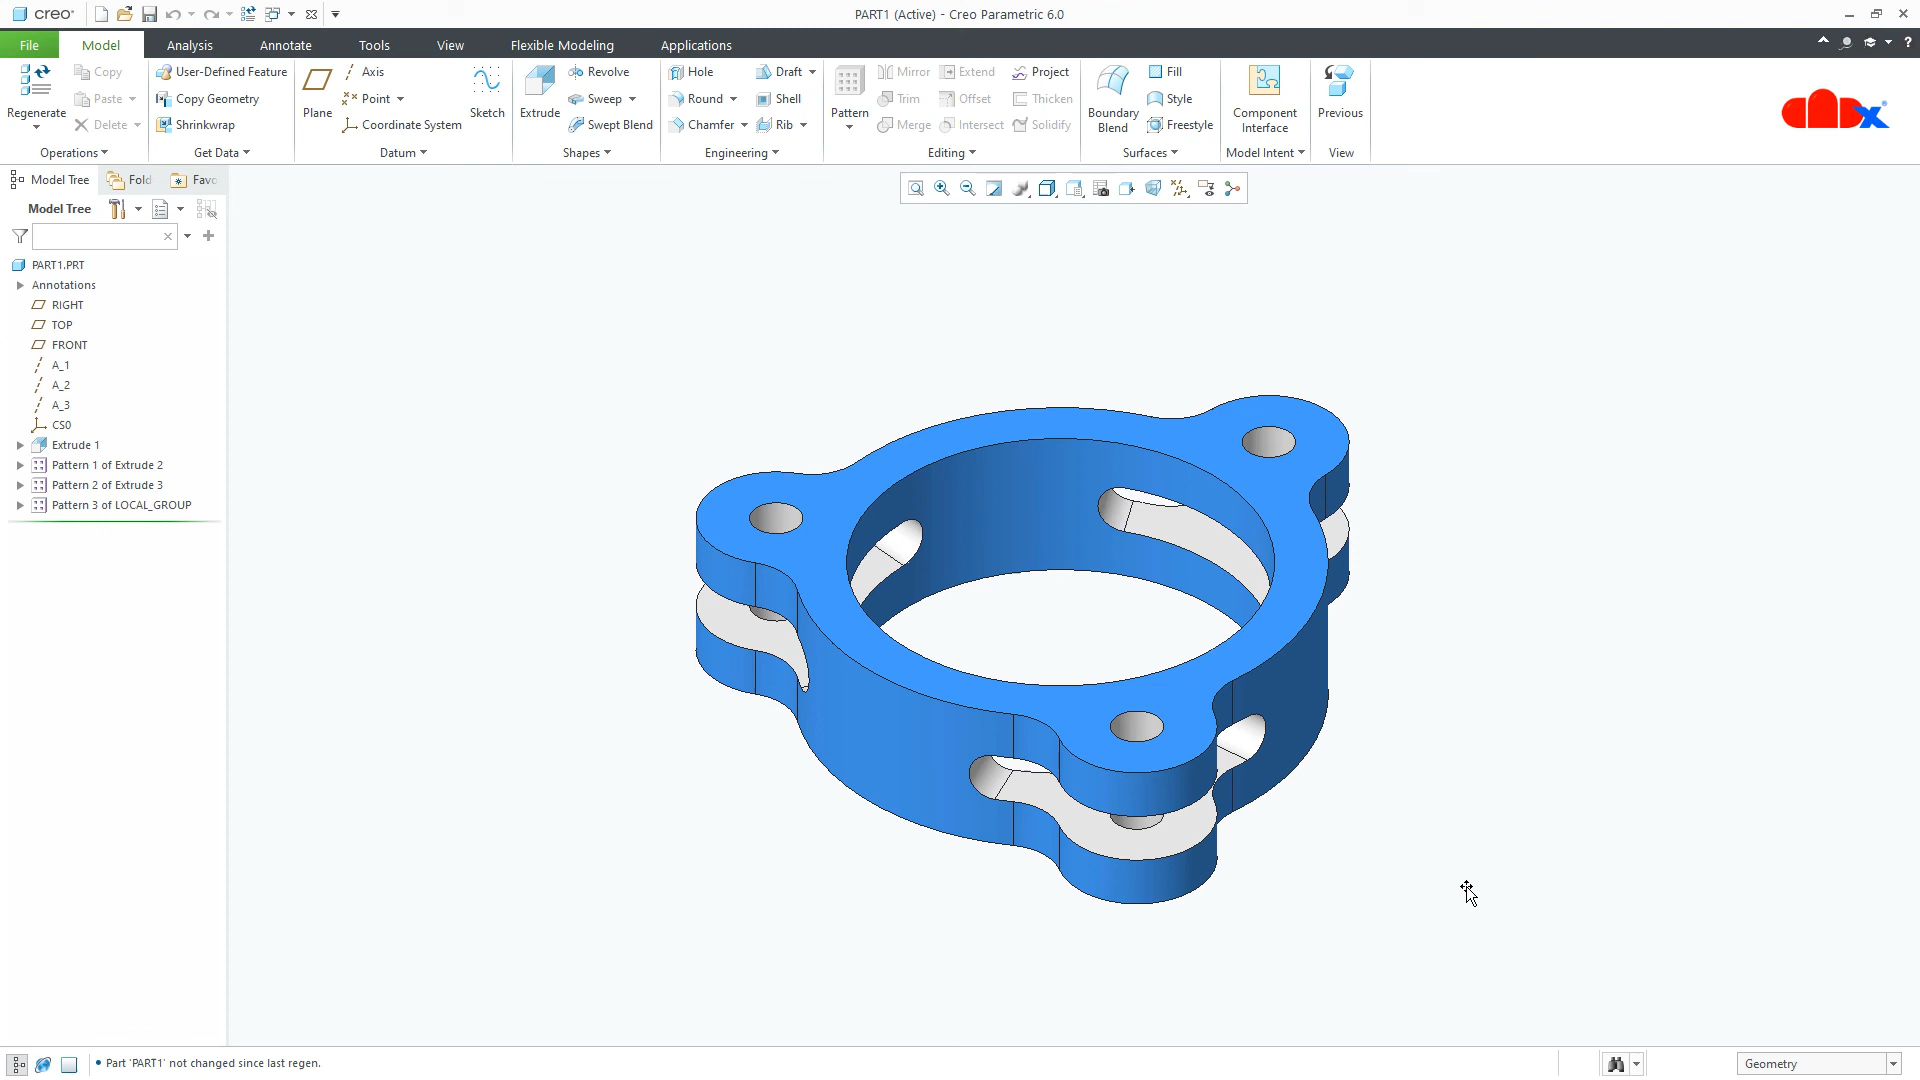 creo PART1 (Active) - Creo Parametric 6.0
File Model Analysis Annotate Tools View Flexible Modeling Applications ?
Regenerate
Copy
Paste
Delete
Operations
User-Defined Feature
Copy Geometry
Shrinkwrap
Get Data
Plane
Axis
Point
Coordinate System
Sketch
Datum
Extrude
Revolve
Sweep
Swept Blend
Shapes
Hole
Round
Chamfer
Draft
Shell
Rib
Engineering
Pattern
Mirror
Trim
Merge
Extend
Offset
Intersect
Project
Thicken
Solidify
Editing
Boundary
Blend
Fill
Style
Freestyle
Surfaces
Component
Interface
Model Intent
Previous
View
Model Tree Fold Favo
Model Tree
PART1.PRT
Annotations
RIGHT
TOP
FRONT
A_1
A_2
A_3
CS0
Extrude 1
Pattern 1 of Extrude 2
Pattern 2 of Extrude 3
Pattern 3 of LOCAL_GROUP
Part 'PART1' not changed since last regen.
Geometry